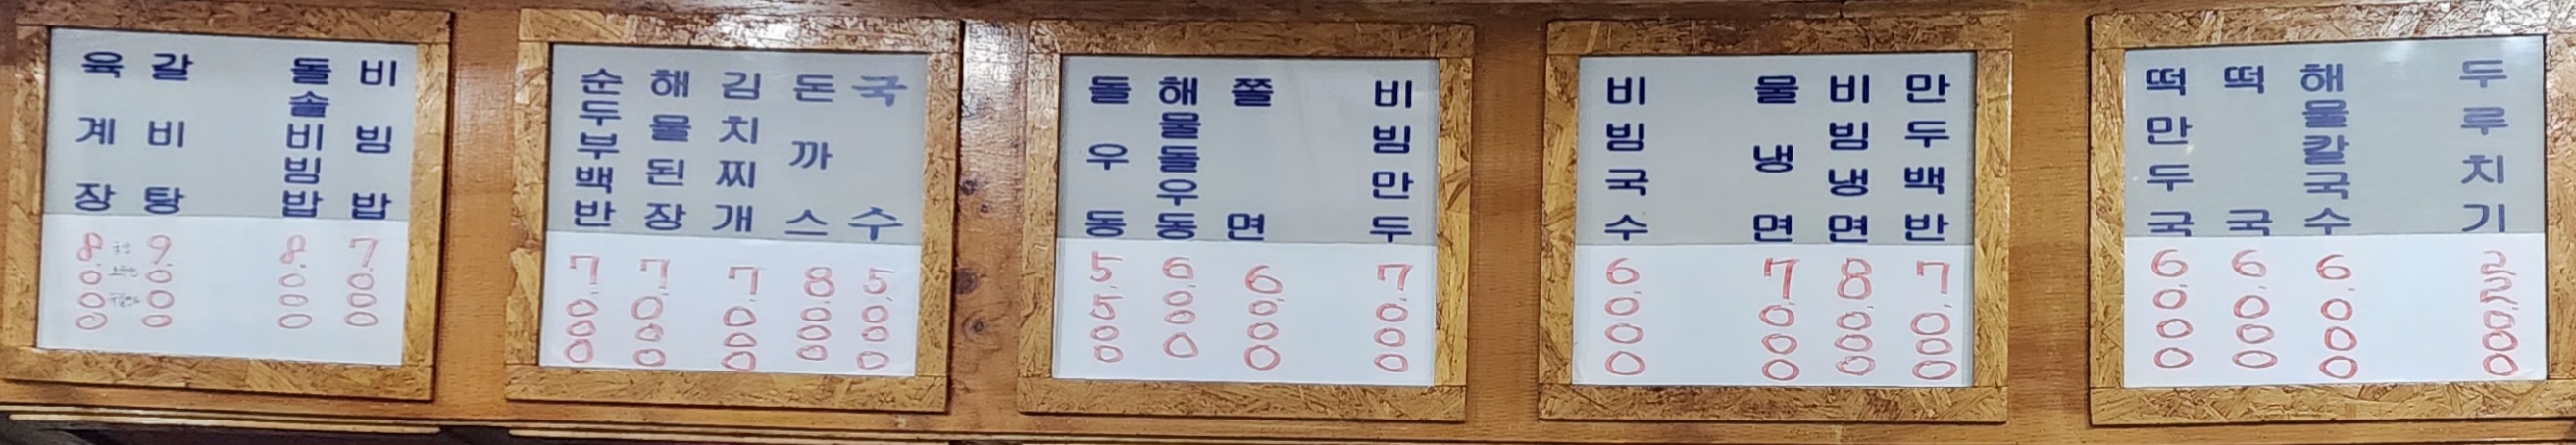 육계장
8.000
갈비탕
9.000
돌솔비빔밥
8.000
비빔밥
7.000
순두부백반
7.000
해물된장
7.000
김치찌개
7.000
돈까스
8.000
국수
5.000
돌우동
5.500
해물돌우동
6.000
쫄면
6.000
비빔만두
7.000
비빔국수
6.000
물냉면
7.000
비빔냉면
8.000
만두백반
7.000
떡만두국
6.000
떡국
6.000
해물칼국수
6.000
두루치기